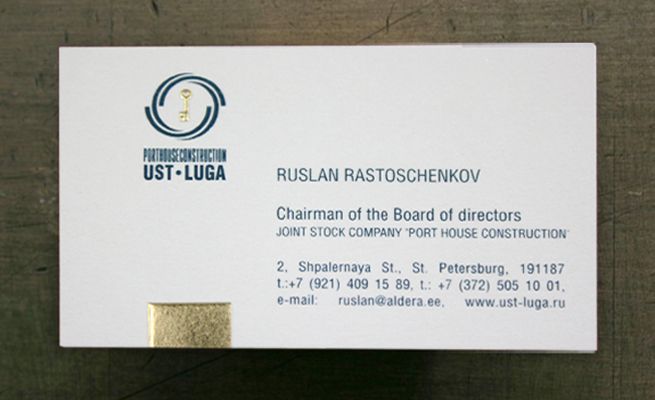 PORTHOUSECONSTRUCTION
UST·LUGA
RUSLAN RASTOSCHENKOV
Chairman of the Board of directors
JOINT STOCK COMPANY "PORT HOUSE CONSTRUCTION"
2, Shpalernaya St., St. Petersburg, 191187
t.:+7 (921) 409 15 89, t.: +7 (372) 505 10 01,
e-mail: ruslan@aldera.ee, www.ust-luga.ru